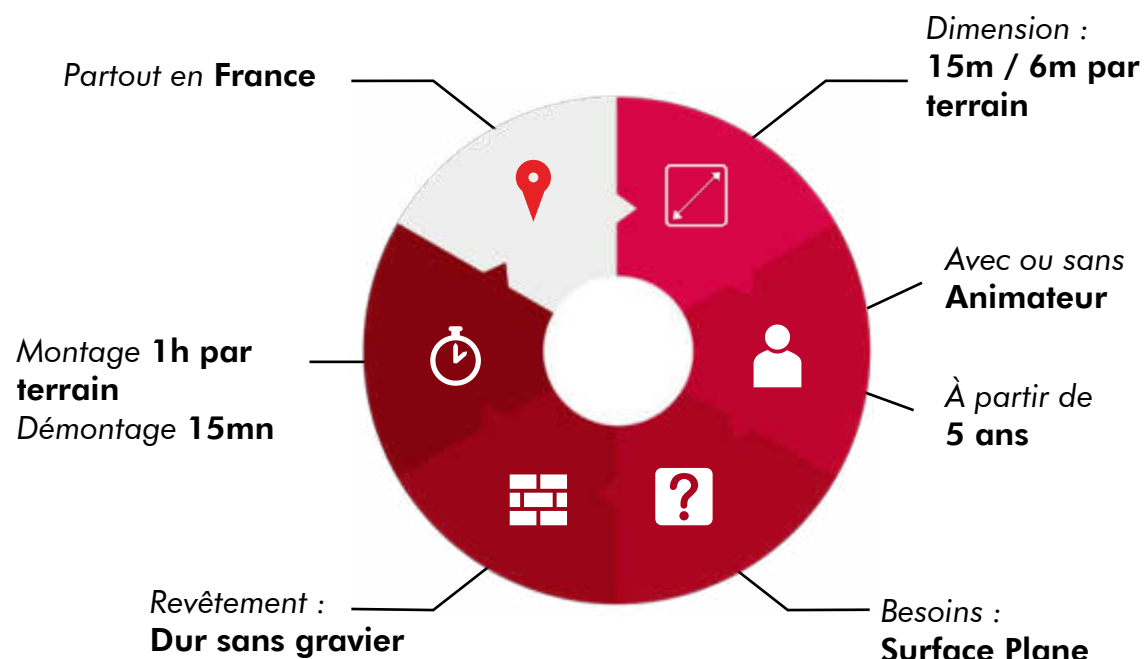 Partout en France
Dimension :
15m / 6m par
terrain
Avec ou sans
Animateur
À partir de
5 ans
Besoins :
Surface Plane
Revêtement :
Dur sans gravier
Montage 1h par
terrain
Démontage 15mn
?